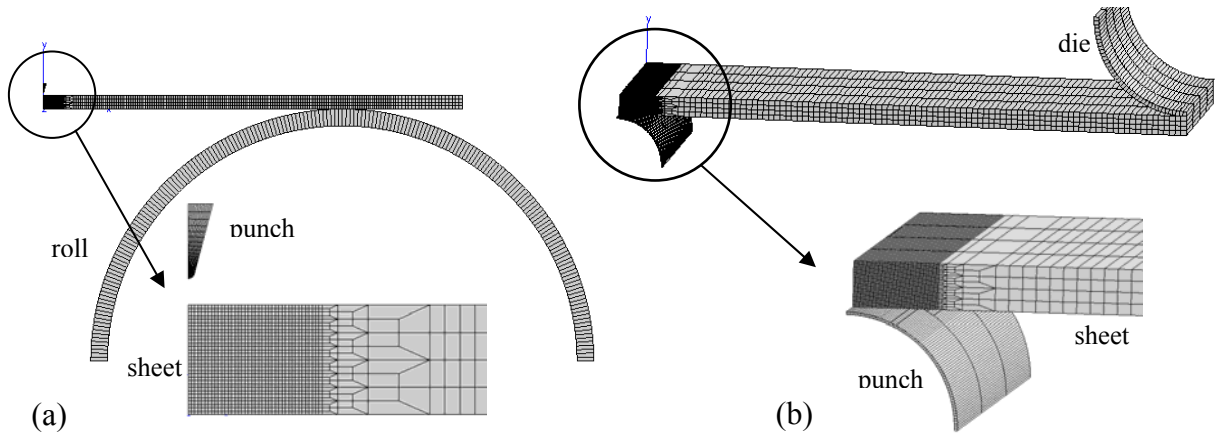 y
x
punch
roll
sheet
(a)
y
die
sheet
punch
(b)